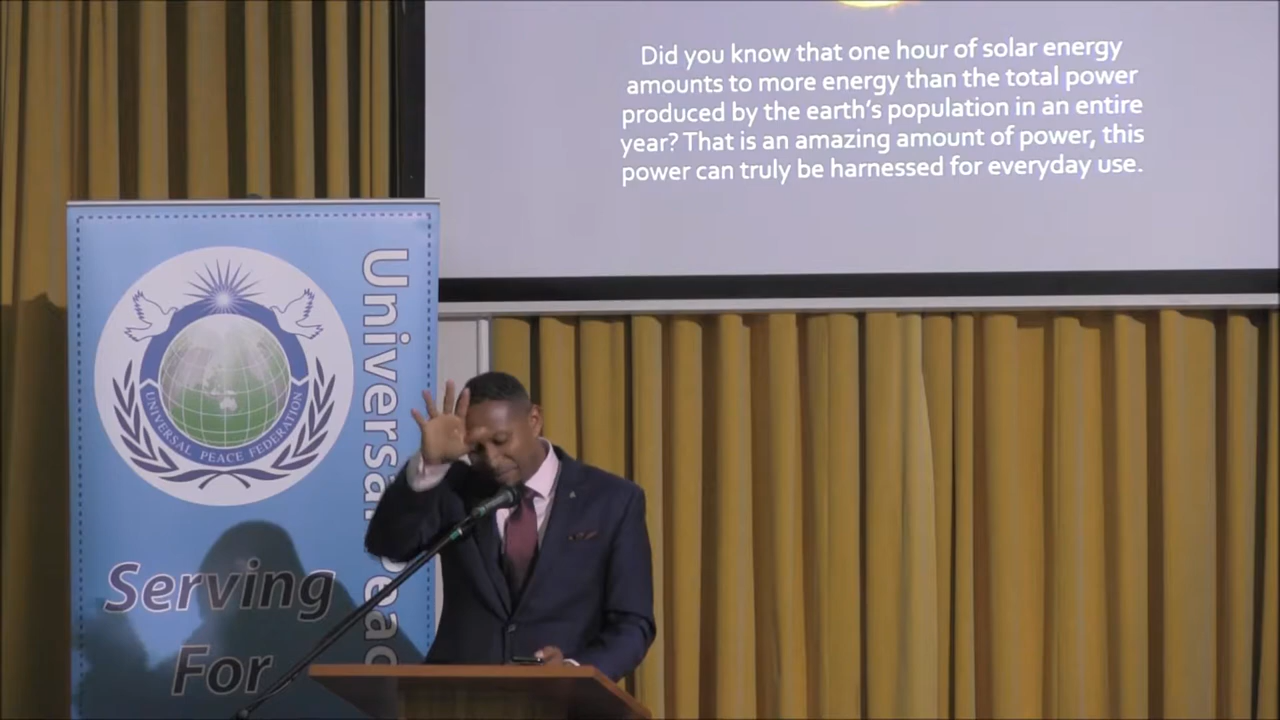 Did you know that one hour of solar energy
amounts to more energy than the total power
produced by the earth's population in an entire
year? That is an amazing amount of power, this
power can truly be harnessed for everyday use.
Universal Peac
UNIVERSAL PEACE FEDERATION
Serving
For